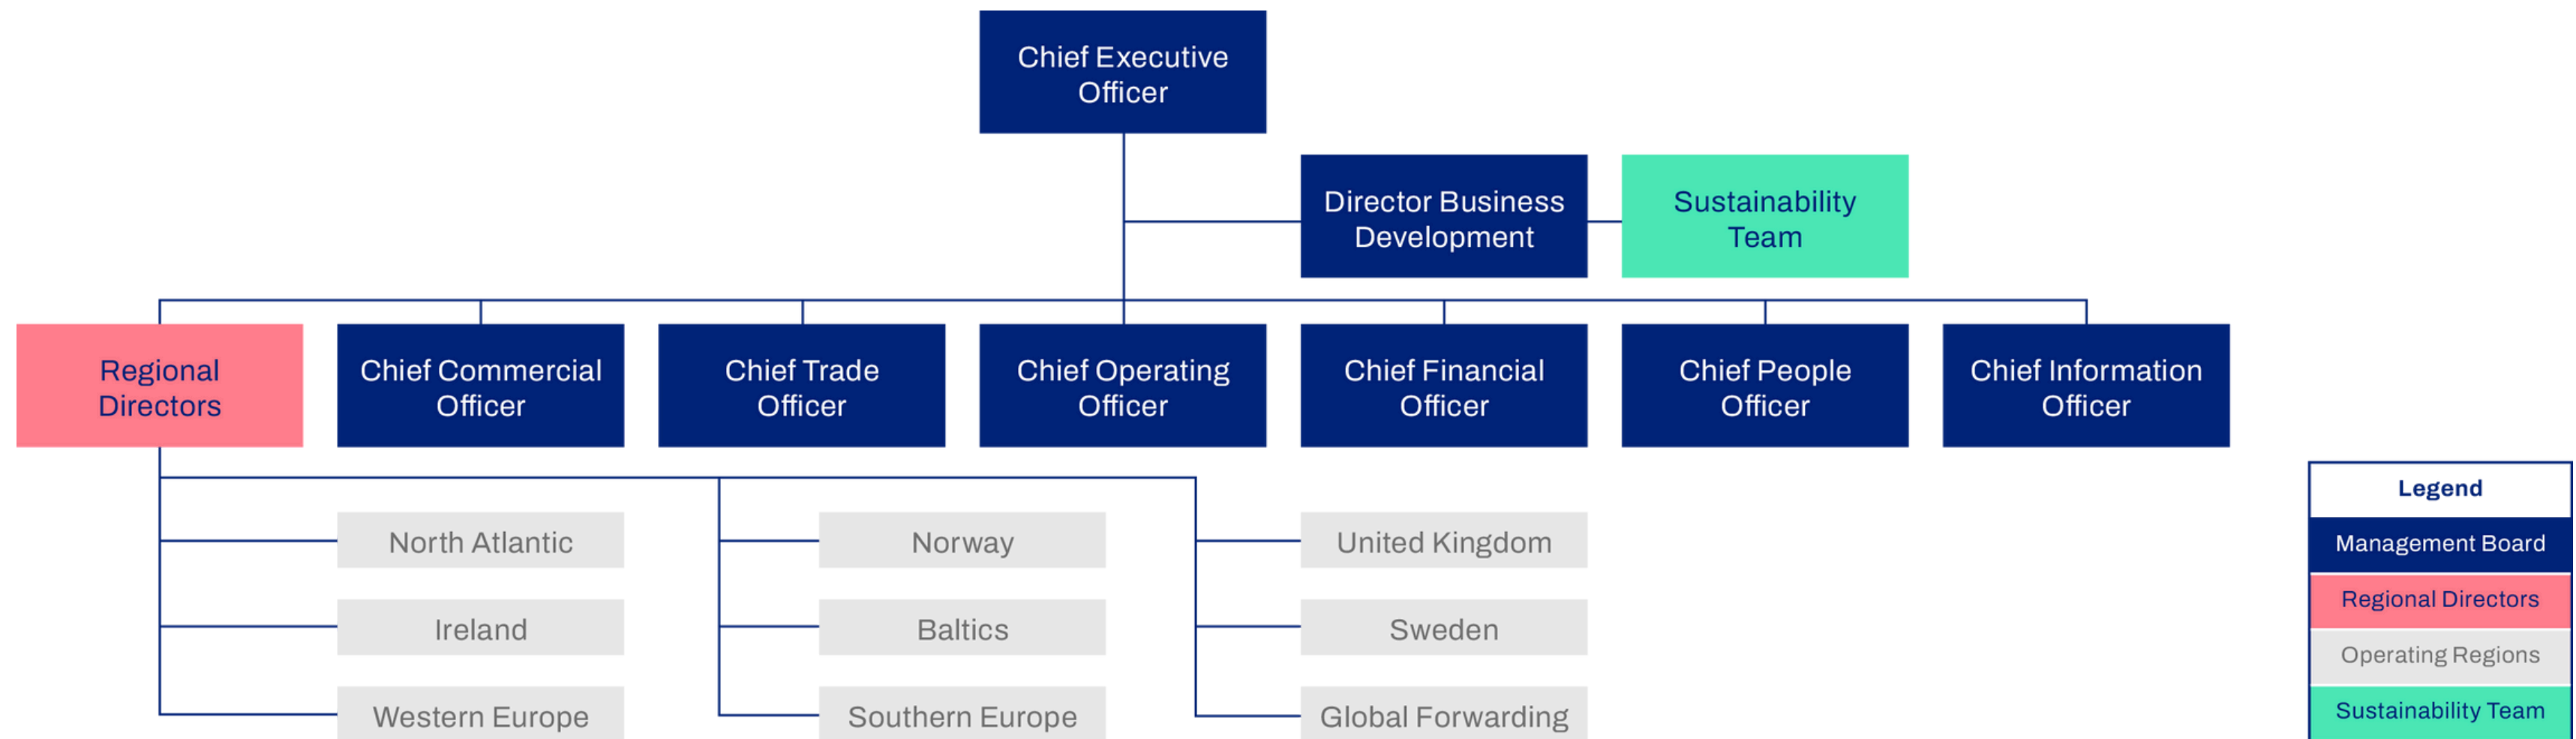 Chief Executive
Officer
Director Business
Development
Sustainability
Team
Regional
Directors
Chief Commercial
Officer
Chief Trade
Officer
Chief Operating
Officer
Chief Financial
Officer
Chief People
Officer
Chief Information
Officer
North Atlantic
Ireland
Western Europe
Norway
Baltics
Southern Europe
United Kingdom
Sweden
Global Forwarding
Legend
Management Board
Regional Directors
Operating Regions
Sustainability Team